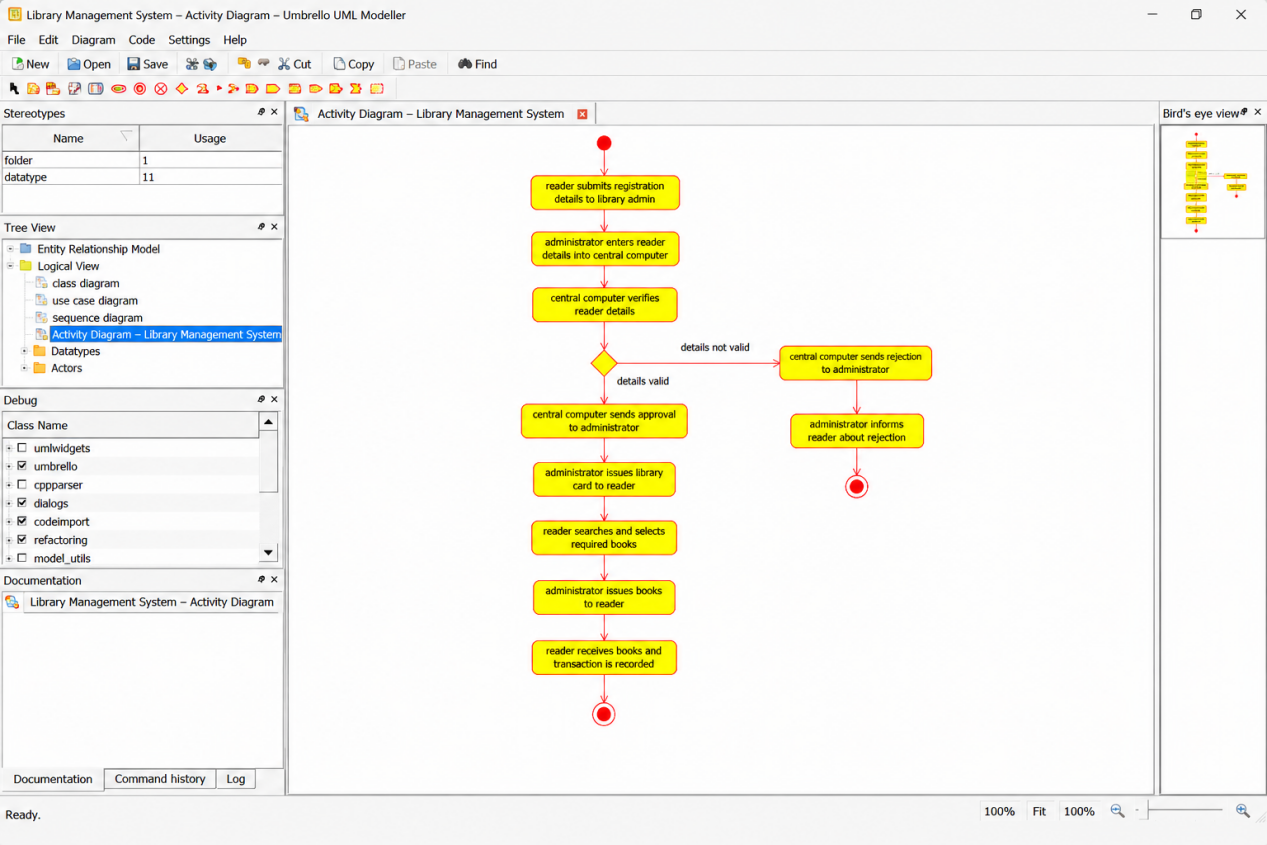 Library Management System – Activity Diagram – Umbrello UML Modeller
File Edit Diagram Code Settings Help
New Open Save Cut Copy Paste Find
Stereotypes
Name Usage
folder 1
datatype 11
Tree View
Entity Relationship Model
Logical View
class diagram
use case diagram
sequence diagram
Activity Diagram – Library Management System
Datatypes
Actors
Debug
Class Name
umlwidgets
umbrello
cppparser
dialogs
codeimport
refactoring
model_utils
Documentation
Library Management System – Activity Diagram
Documentation Command history Log
Activity Diagram – Library Management System
reader submits registration
details to library admin
administrator enters reader
details into central computer
central computer verifies
reader details
details not valid
details valid
central computer sends rejection
to administrator
administrator informs
reader about rejection
central computer sends approval
to administrator
administrator issues library
card to reader
reader searches and selects
required books
administrator issues books
to reader
reader receives books and
transaction is recorded
Bird's eye view
Ready.
100% Fit 100%